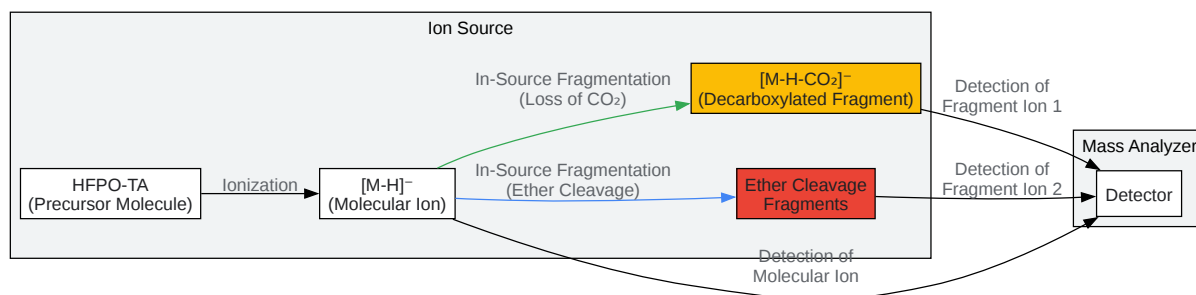 Ion Source
In-Source Fragmentation
(Loss of CO₂)
[M-H-CO₂]⁻
(Decarboxylated Fragment)
Detection of
Fragment Ion 1
Mass Analyzer
HFPO-TA
(Precursor Molecule)
Ionization
[M-H]⁻
(Molecular Ion)
In-Source Fragmentation
(Ether Cleavage)
Ether Cleavage
Fragments
Detection of
Fragment Ion 2
Detector
Detection of
Molecular Ion